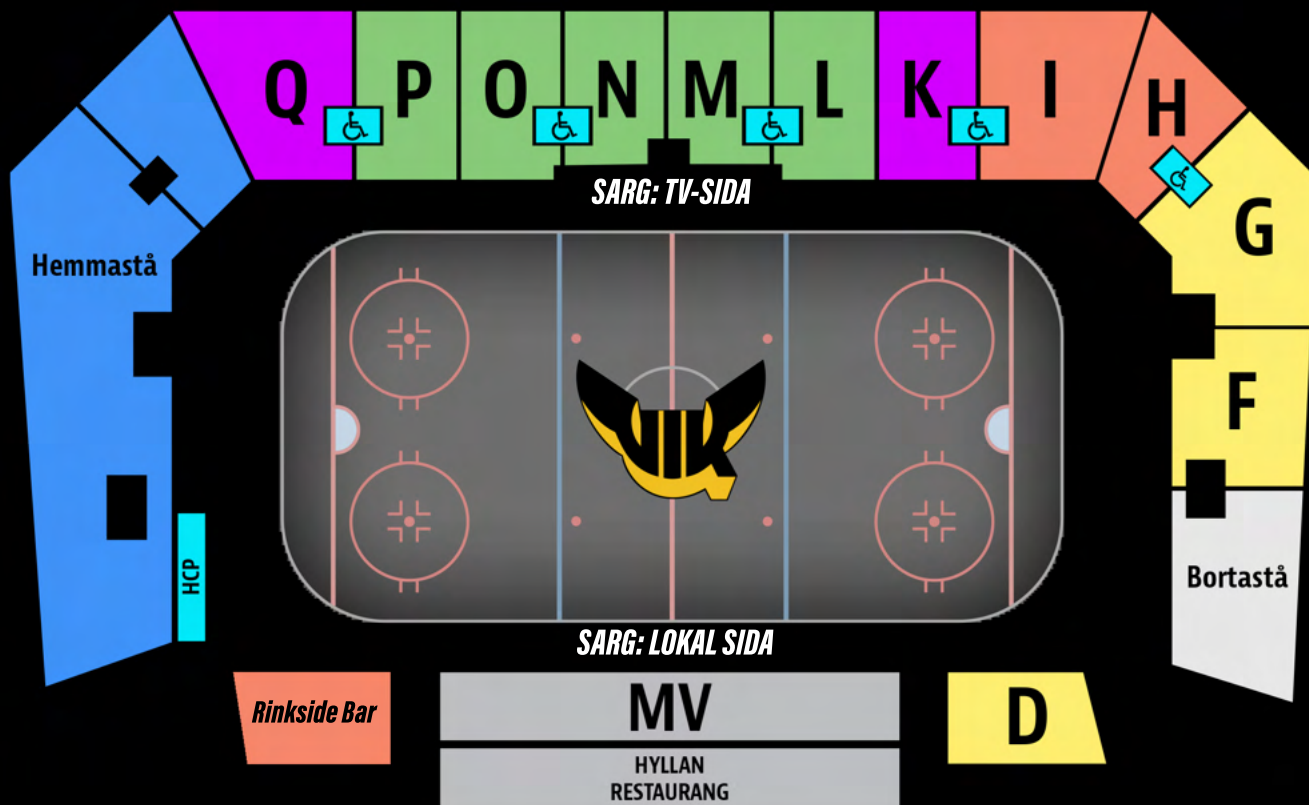 Q
P
O
N
M
L
K
I
H
G
SARG: TV-SIDA
Hemmastå
F
HCP
Bortastå
SARG: LOKAL SIDA
Rinkside Bar
MV
D
HYLLAN
RESTAURANG